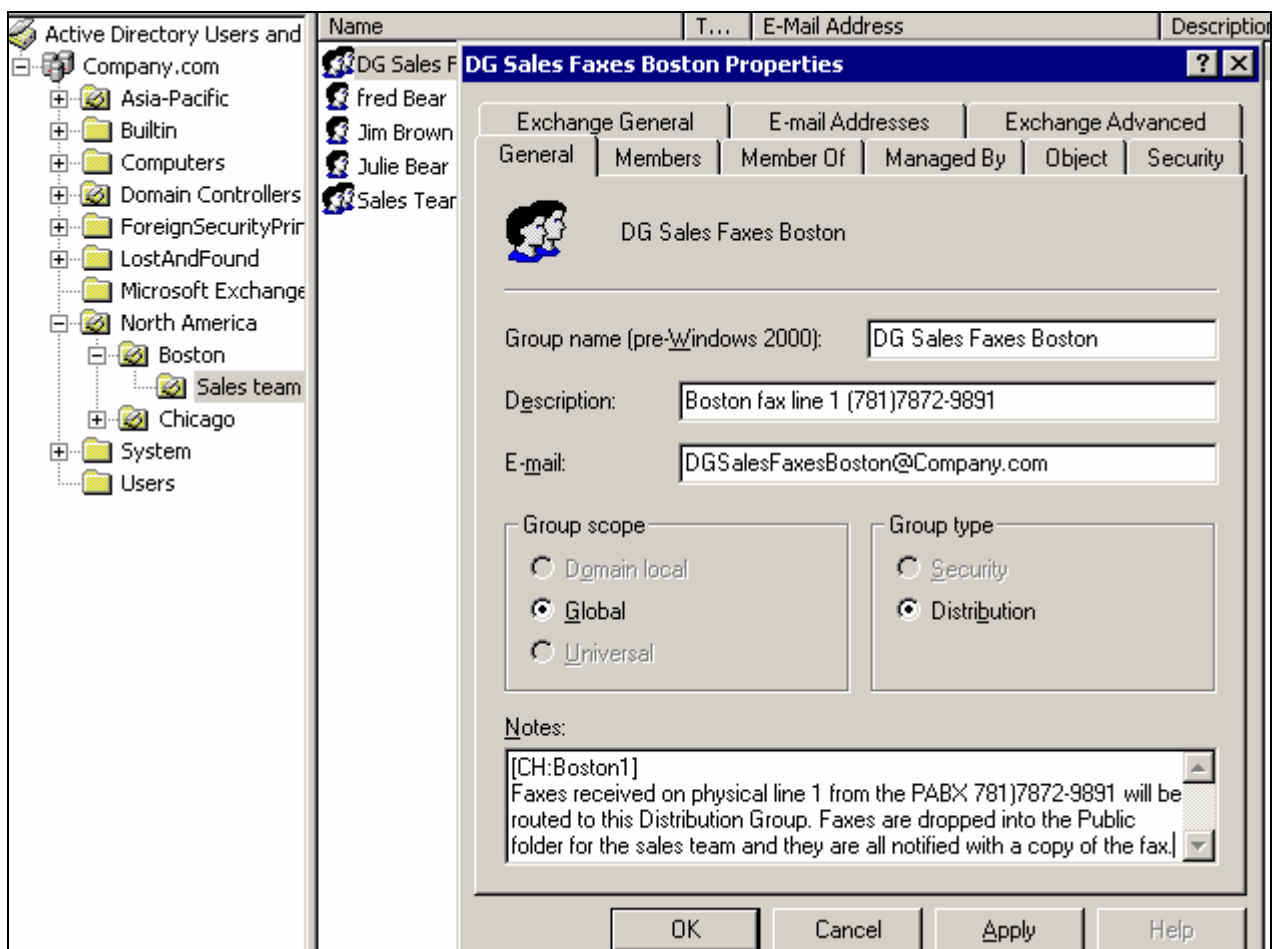 Active Directory Users and
Company.com
Asia-Pacific
Builtin
Computers
Domain Controllers
ForeignSecurityPrin
LostAndFound
Microsoft Exchange
North America
Boston
Sales team
Chicago
System
Users
Name T... E-Mail Address Description
DG Sales F
fred Bear
Jim Brown
Julie Bear
Sales Tear
DG Sales Faxes Boston Properties
Exchange General E-mail Addresses Exchange Advanced
General Members Member Of Managed By Object Security
DG Sales Faxes Boston
Group name (pre-Windows 2000): DG Sales Faxes Boston
Description: Boston fax line 1 (781)7872-9891
E-mail: DGSalesFaxesBoston@Company.com
Group scope
Domain local
Global
Universal
Group type
Security
Distribution
Notes:
[CH:Boston1]
Faxes received on physical line 1 from the PABX 781)7872-9891 will be
routed to this Distribution Group. Faxes are dropped into the Public
folder for the sales team and they are all notified with a copy of the fax.
OK Cancel Apply Help